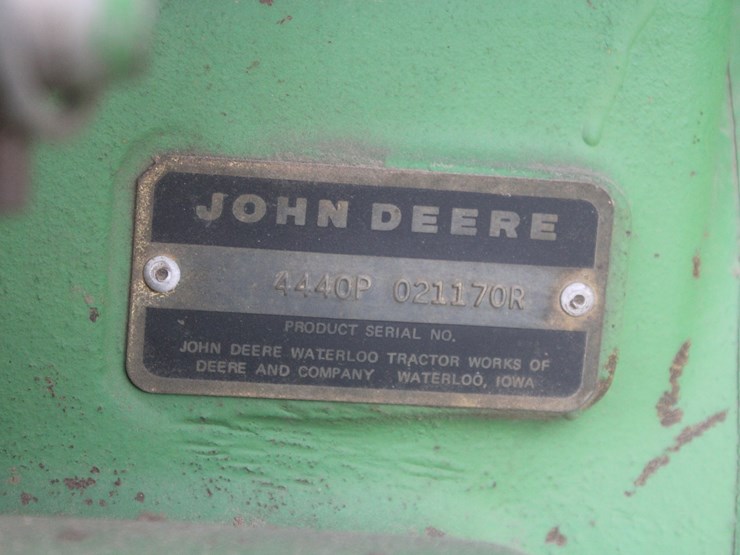 JOHN DEERE
4440P 021170R
PRODUCT SERIAL NO.
JOHN DEERE WATERLOO TRACTOR WORKS OF
DEERE AND COMPANY WATERLOO, IOWA